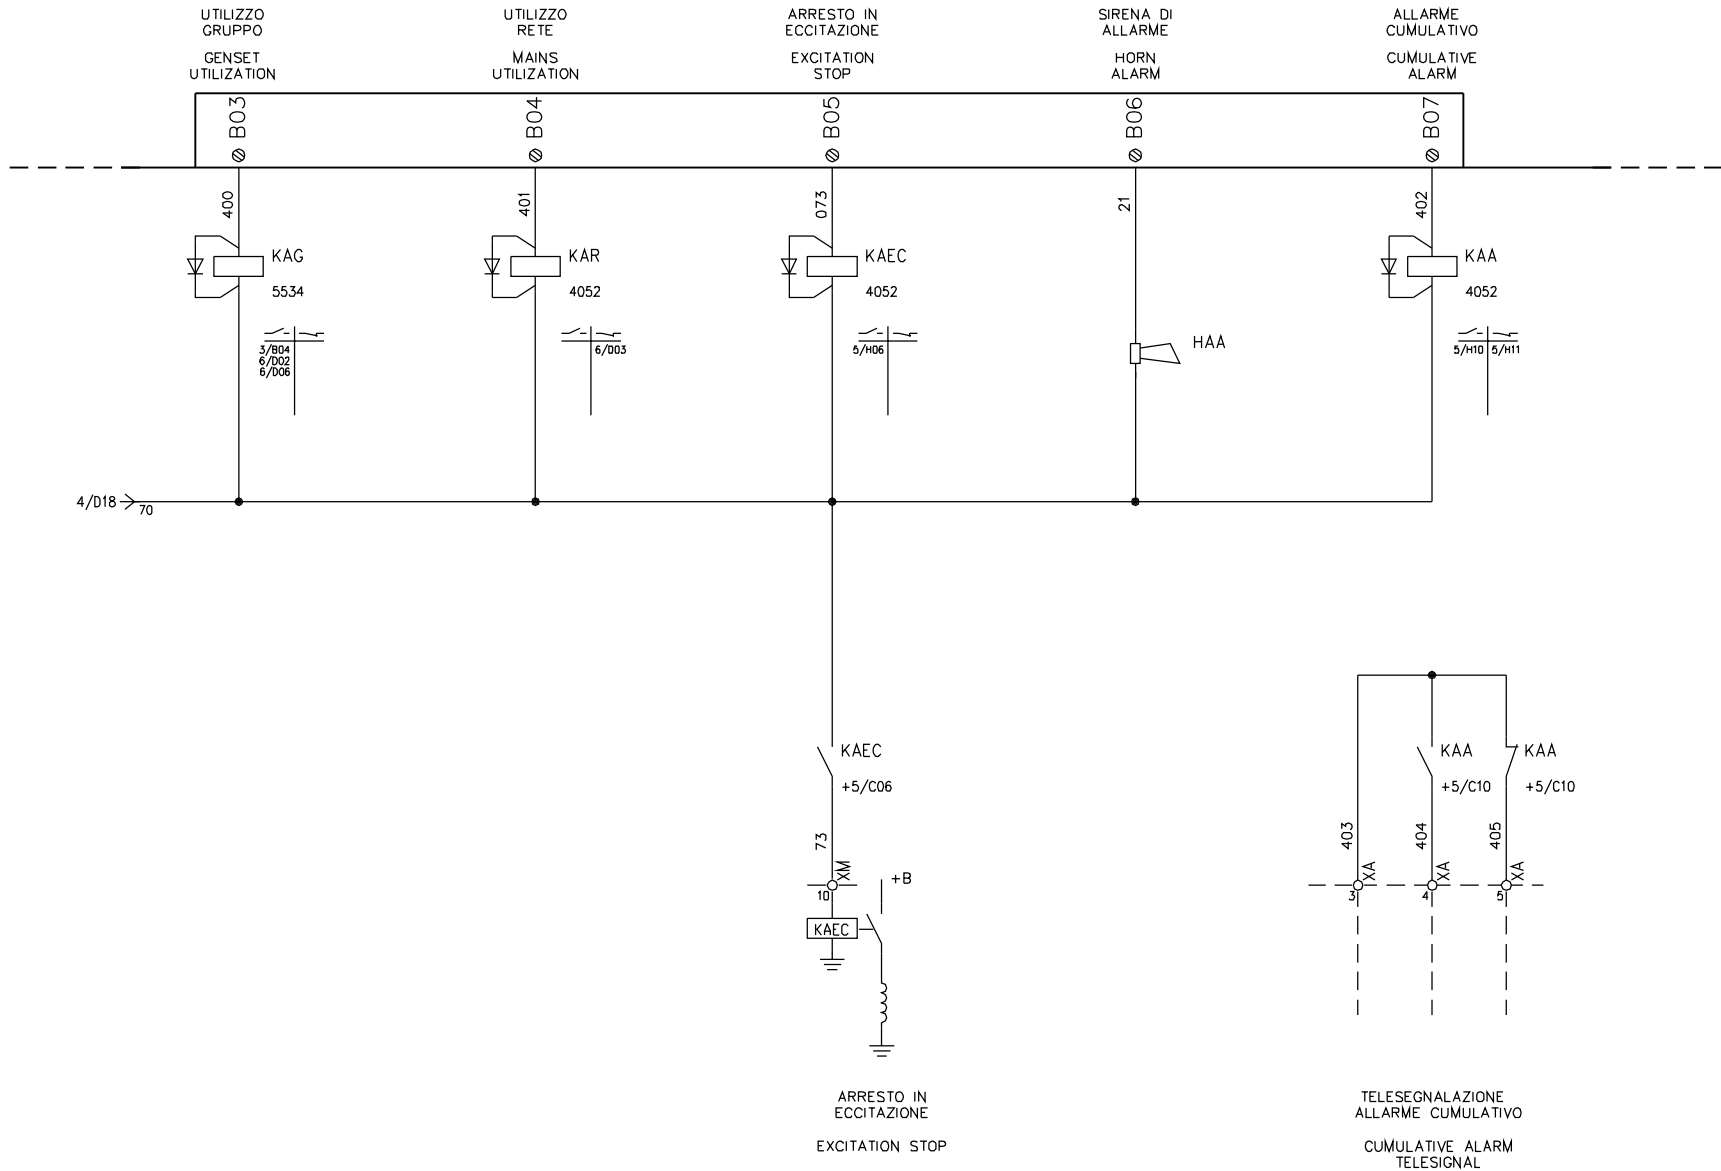 UTILIZZO
GRUPPO
GENSET
UTILIZATION
UTILIZZO
RETE
MAINS
UTILIZATION
ARRESTO IN
ECCITAZIONE
EXCITATION
STOP
SIRENA DI
ALLARME
HORN
ALARM
ALLARME
CUMULATIVO
CUMULATIVE
ALARM
B03
B04
B05
B06
B07
400
401
073
21
402
KAG
5534
KAR
4052
KAEC
4052
HAA
KAA
4052
3/B04
6/D02
6/D06
6/D03
5/H06
5/H10 5/H11
4/D18
70
KAEC
+5/C06
73
XM
10
+B
KAEC
KAA
+5/C10
KAA
+5/C10
403
404
405
XA
XA
XA
3
4
5
ARRESTO IN
ECCITAZIONE
EXCITATION STOP
TELESEGNALAZIONE
ALLARME CUMULATIVO
CUMULATIVE ALARM
TELESIGNAL